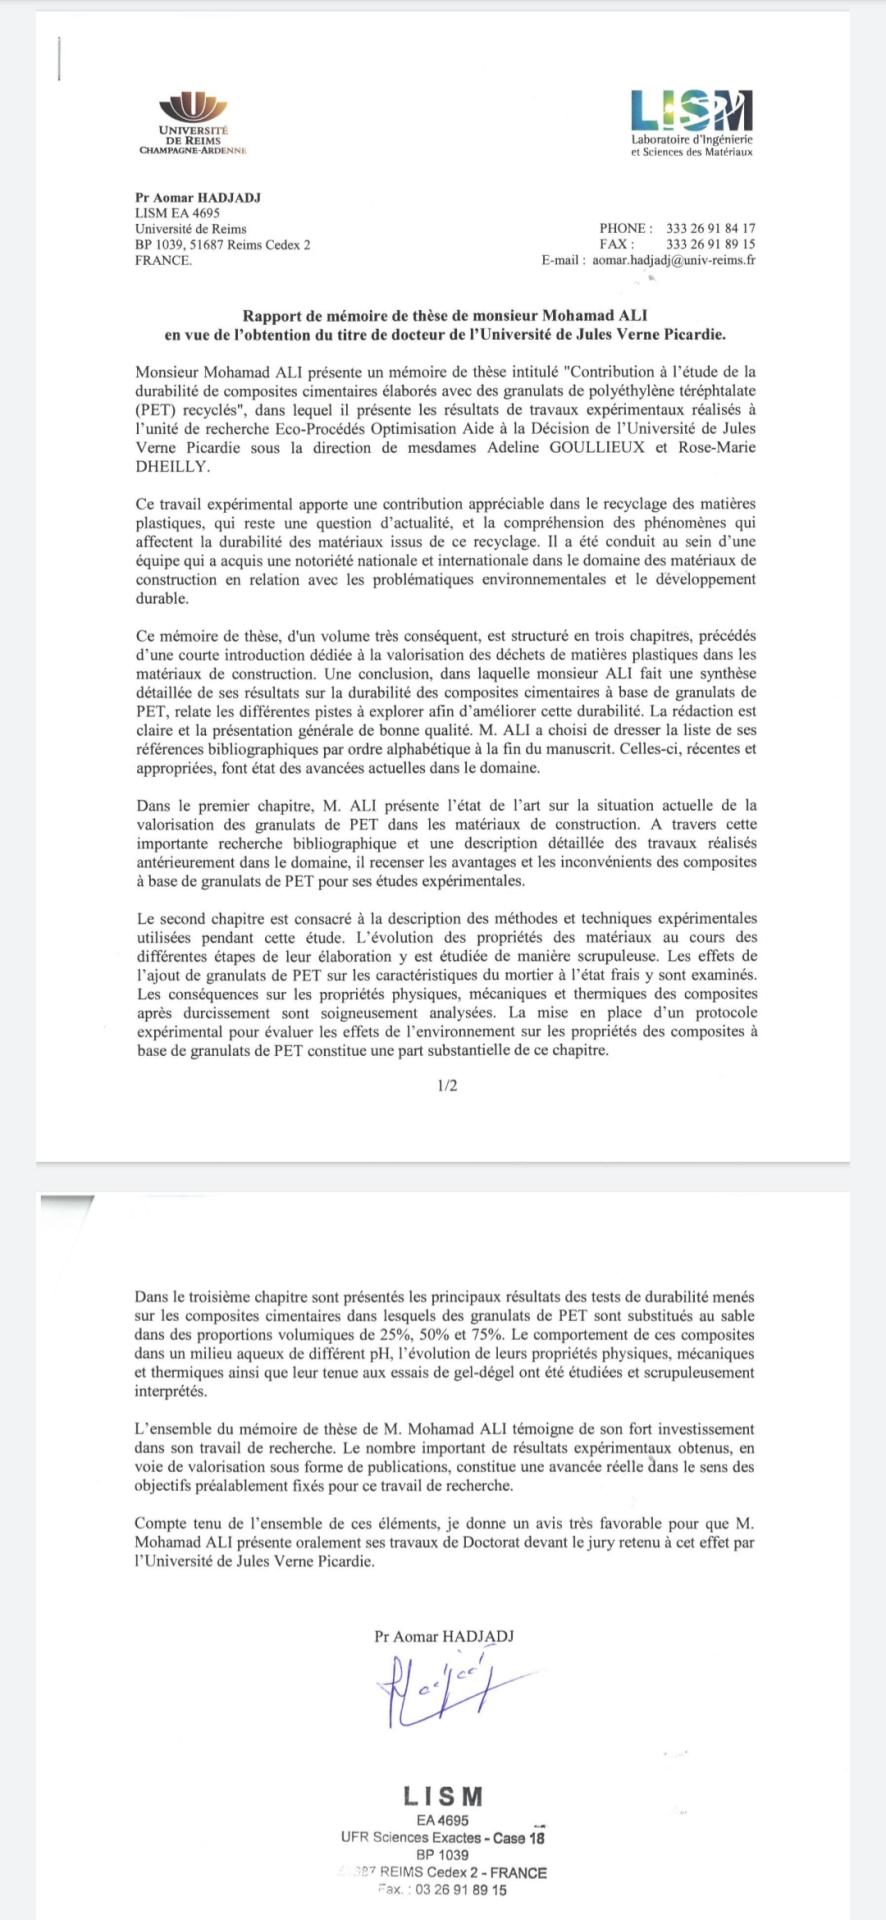 UNIVERSITÉ
DE REIMS
CHAMPAGNE-ARDENNE
LISM
Laboratoire d'Ingénierie
et Sciences des Matériaux
Pr Aomar HADJADJ
LISM EA 4695
Université de Reims
BP 1039, 51687 Reims Cedex 2
FRANCE.
PHONE : 333 26 91 84 17
FAX : 333 26 91 89 15
E-mail : aomar.hadjadj@univ-reims.fr
Rapport de mémoire de thèse de monsieur Mohamad ALI
en vue de l'obtention du titre de docteur de l'Université de Jules Verne Picardie.
Monsieur Mohamad ALI présente un mémoire de thèse intitulé "Contribution à l'étude de la
durabilité de composites cimentaires élaborés avec des granulats de polyéthylène téréphtalate
(PET) recyclés", dans lequel il présente les résultats de travaux expérimentaux réalisés à
l'unité de recherche Eco-Procédés Optimisation Aide à la Décision de l'Université de Jules
Verne Picardie sous la direction de mesdames Adeline GOULLIEUX et Rose-Marie
DHEILLY.
Ce travail expérimental apporte une contribution appréciable dans le recyclage des matières
plastiques, qui reste une question d'actualité, et la compréhension des phénomènes qui
affectent la durabilité des matériaux issus de ce recyclage. Il a été conduit au sein d'une
équipe qui a acquis une notoriété nationale et internationale dans le domaine des matériaux de
construction en relation avec les problématiques environnementales et le développement
durable.
Ce mémoire de thèse, d'un volume très conséquent, est structuré en trois chapitres, précédés
d'une courte introduction dédiée à la valorisation des déchets de matières plastiques dans les
matériaux de construction. Une conclusion, dans laquelle monsieur ALI fait une synthèse
détaillée de ses résultats sur la durabilité des composites cimentaires à base de granulats de
PET, relate les différentes pistes à explorer afin d'améliorer cette durabilité. La rédaction est
claire et la présentation générale de bonne qualité. M. ALI a choisi de dresser la liste de ses
références bibliographiques par ordre alphabétique à la fin du manuscrit. Celles-ci, récentes et
appropriées, font état des avancées actuelles dans le domaine.
Dans le premier chapitre, M. ALI présente l'état de l'art sur la situation actuelle de la
valorisation des granulats de PET dans les matériaux de construction. A travers cette
importante recherche bibliographique et une description détaillée des travaux réalisés
antérieurement dans le domaine, il recenser les avantages et les inconvénients des composites
à base de granulats de PET pour ses études expérimentales.
Le second chapitre est consacré à la description des méthodes et techniques expérimentales
utilisées pendant cette étude. L'évolution des propriétés des matériaux au cours des
différentes étapes de leur élaboration y est étudiée de manière scrupuleuse. Les effets de
l'ajout de granulats de PET sur les caractéristiques du mortier à l'état frais y sont examinés.
Les conséquences sur les propriétés physiques, mécaniques et thermiques des composites
après durcissement sont soigneusement analysées. La mise en place d'un protocole
expérimental pour évaluer les effets de l'environnement sur les propriétés des composites à
base de granulats de PET constitue une part substantielle de ce chapitre.
1/2
Dans le troisième chapitre sont présentés les principaux résultats des tests de durabilité menés
sur les composites cimentaires dans lesquels des granulats de PET sont substitués au sable
dans des proportions volumiques de 25%, 50% et 75%. Le comportement de ces composites
dans un milieu aqueux de différent pH, l'évolution de leurs propriétés physiques, mécaniques
et thermiques ainsi que leur tenue aux essais de gel-dégel ont été étudiées et scrupuleusement
interprétés.
L'ensemble du mémoire de thèse de M. Mohamad ALI témoigne de son fort investissement
dans son travail de recherche. Le nombre important de résultats expérimentaux obtenus, en
voie de valorisation sous forme de publications, constitue une avancée réelle dans le sens des
objectifs préalablement fixés pour ce travail de recherche.
Compte tenu de l'ensemble de ces éléments, je donne un avis très favorable pour que M.
Mohamad ALI présente oralement ses travaux de Doctorat devant le jury retenu à cet effet par
l'Université de Jules Verne Picardie.
Pr Aomar HADJADJ
Hadjadj
LISM
EA 4695
UFR Sciences Exactes - Case 18
BP 1039
REIMS Cedex 2 - FRANCE
Fax. : 03 26 91 89 15